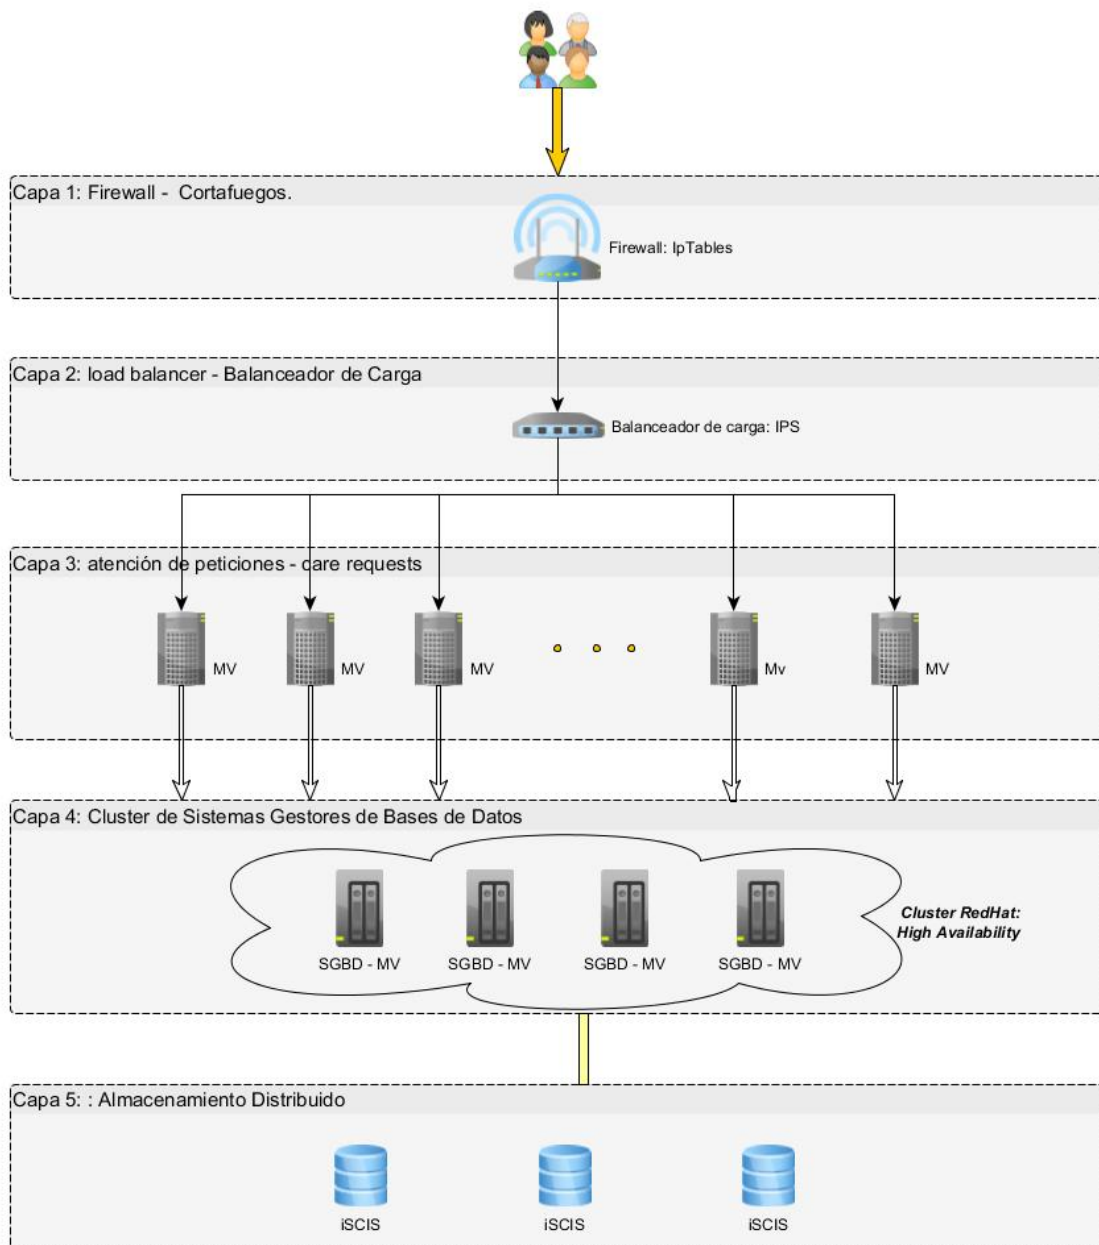 Capa 1: Firewall - Cortafuegos.
Firewall: IpTables
Capa 2: load balancer - Balanceador de Carga
Balanceador de carga: IPS
Capa 3: atención de peticiones - care requests
MV
MV
MV
Mv
MV
Capa 4: Cluster de Sistemas Gestores de Bases de Datos
Cluster RedHat:
High Availability
SGBD - MV
SGBD - MV
SGBD - MV
SGBD - MV
Capa 5: : Almacenamiento Distribuido
iSCIS
iSCIS
iSCIS